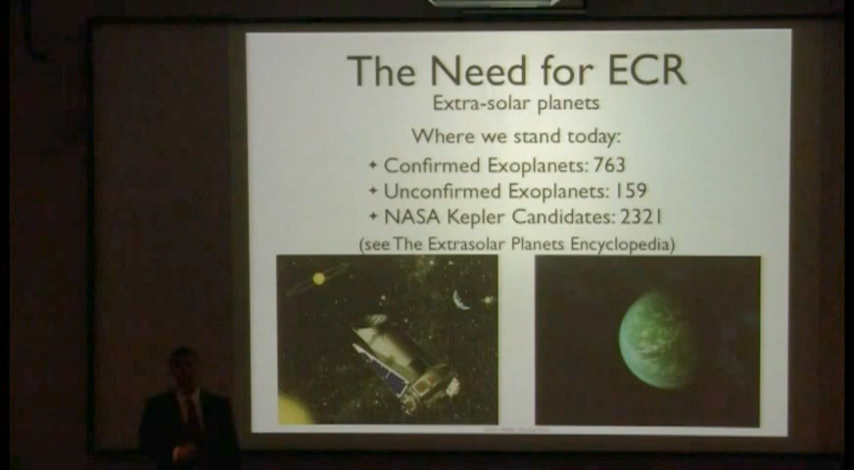 The Need for ECR
Extra-solar planets
Where we stand today:
✦ Confirmed Exoplanets: 763
✦ Unconfirmed Exoplanets: 159
✦ NASA Kepler Candidates: 2321
(see The Extrasolar Planets Encyclopedia)